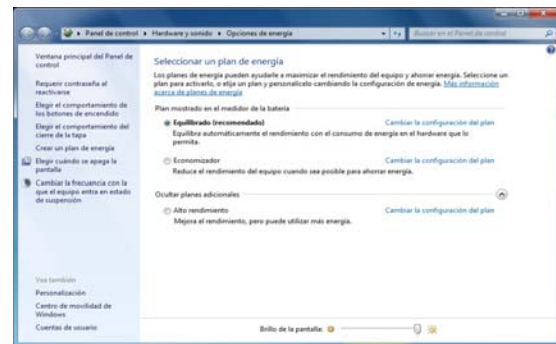 Panel de control ▸ Hardware y sonido ▸ Opciones de energía
Buscar en el Panel de control
Ventana principal del Panel de
control
Requerir contraseña al
reactivarse
Elegir el comportamiento de
los botones de encendido
Elegir el comportamiento del
cierre de la tapa
Crear un plan de energía
Elegir cuándo se apaga la
pantalla
Cambiar la frecuencia con la
que el equipo entra en estado
de suspensión
Vea también
Personalización
Centro de movilidad de
Windows
Cuentas de usuario
Seleccionar un plan de energía
Los planes de energía pueden ayudarle a maximizar el rendimiento del equipo y ahorrar energía. Seleccione un
plan para activarlo, o elija un plan y personalícelo cambiando la configuración de energía. Más información
acerca de planes de energía
Plan mostrado en el medidor de la batería
Equilibrado (recomendado) Cambiar la configuración del plan
Equilibra automáticamente el rendimiento con el consumo de energía en el hardware que lo
permita.
Economizador Cambiar la configuración del plan
Reduce el rendimiento del equipo cuando sea posible para ahorrar energía.
Ocultar planes adicionales
Alto rendimiento Cambiar la configuración del plan
Mejora el rendimiento, pero puede utilizar más energía.
Brillo de la pantalla: